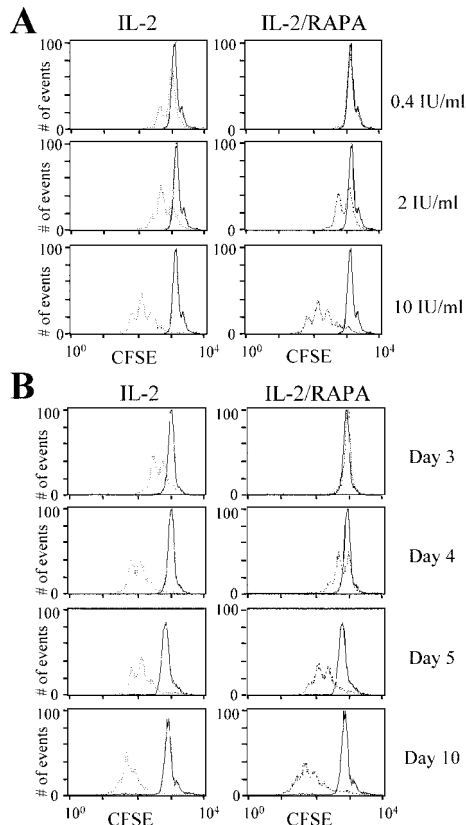 A
IL-2 IL-2/RAPA
# of events 100 0 100 0 0.4 IU/ml
# of events 100 0 100 0 2 IU/ml
# of events 100 0 100 0 10 IU/ml
10⁰ 10⁴ 10⁰ 10⁴
CFSE CFSE
B
IL-2 IL-2/RAPA
# of events 100 0 100 0 Day 3
# of events 100 0 100 0 Day 4
# of events 100 0 100 0 Day 5
# of events 100 0 100 0 Day 10
10⁰ 10⁴ 10⁰ 10⁴
CFSE CFSE